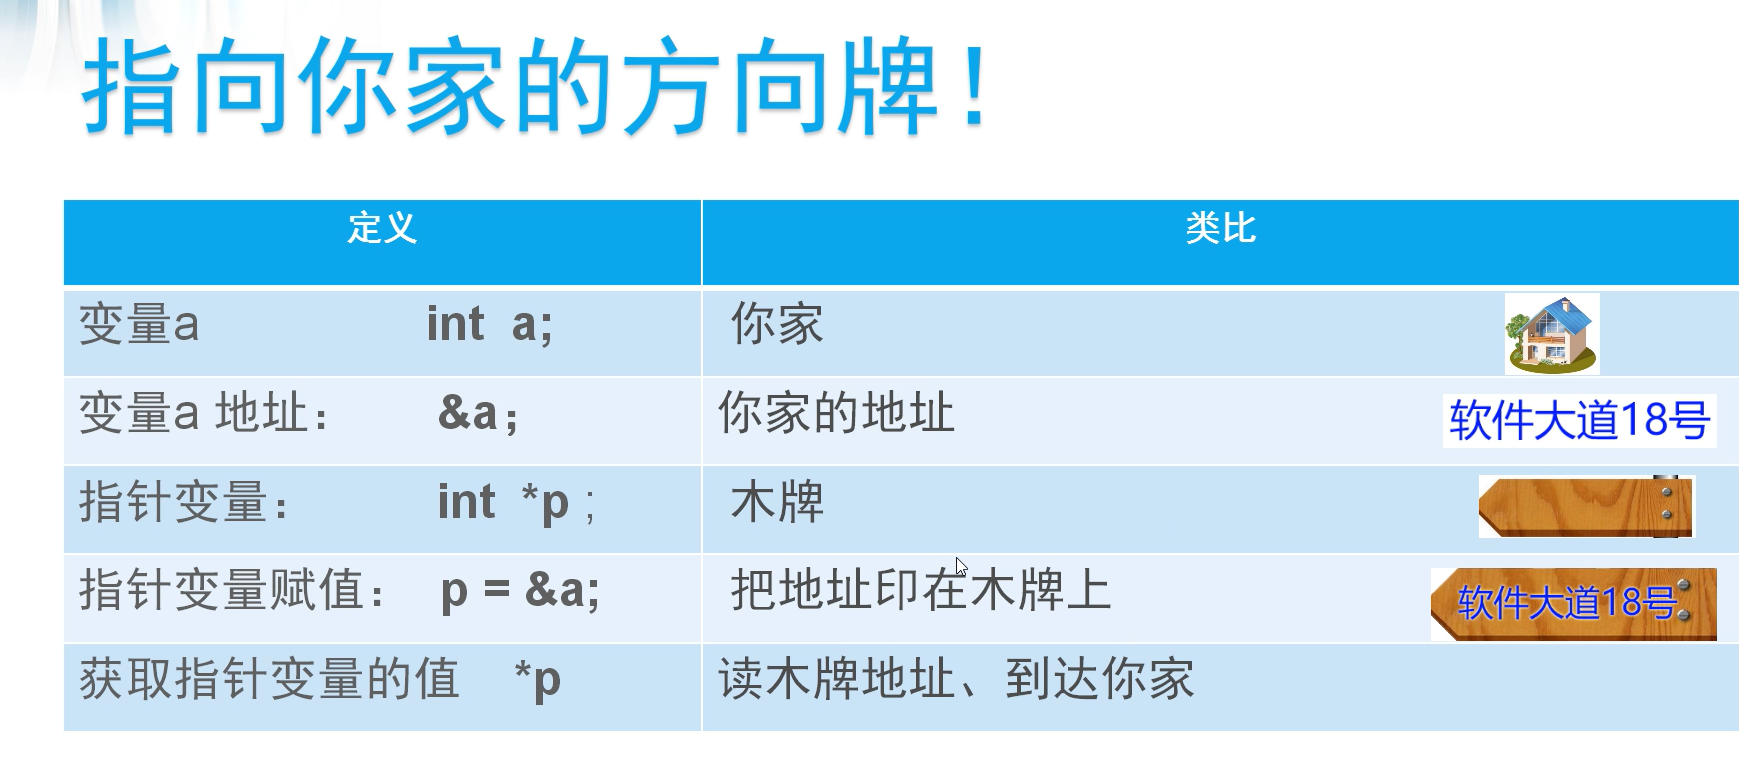 指向你家的方向牌！
定义 类比
变量a int a; 你家
变量a 地址： &a； 你家的地址 软件大道18号
指针变量： int *p ; 木牌
指针变量赋值： p = &a; 把地址印在木牌上 软件大道18号
获取指针变量的值 *p 读木牌地址、到达你家